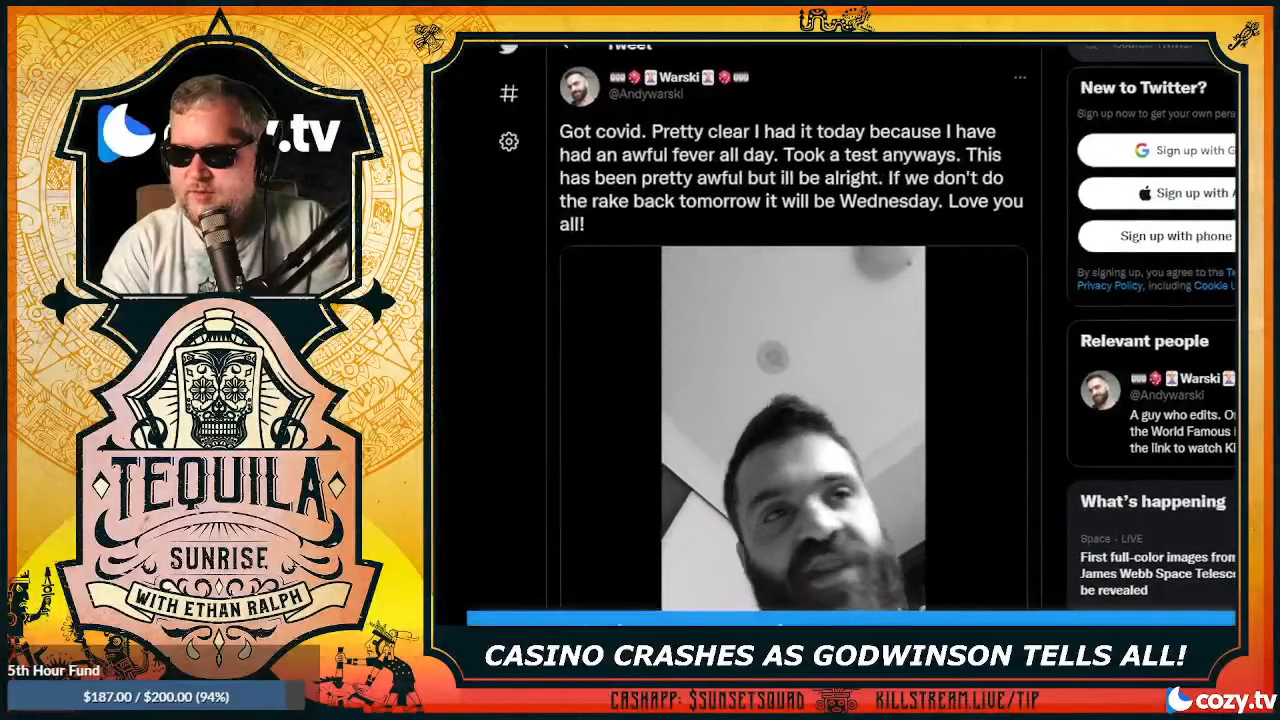 .tv
TEQUILA
SUNRISE
WITH ETHAN RALPH
5th Hour Fund
$187.00 / $200.00 (94%)
Tweet
Warski
@Andywarski
Got covid. Pretty clear I had it today because I have
had an awful fever all day. Took a test anyways. This
has been pretty awful but ill be alright. If we don't do
the rake back tomorrow it will be Wednesday. Love you
all!
New to Twitter?
Sign up now to get your own pers
Sign up with G
Sign up with
Sign up with phone
By signing up, you agree to the Te
Privacy Policy, including Cookie U
Relevant people
Warski
@Andywarski
A guy who edits.
the World Famous
the link to watch Ki
What's happening
Space · LIVE
First full-color images from
James Webb Space Telesc
be revealed
CASINO CRASHES AS GODWINSON TELLS ALL!
CASHAPP: $SUNSETSQUAD KILLSTREAM.LIVE/TIP
cozy.tv